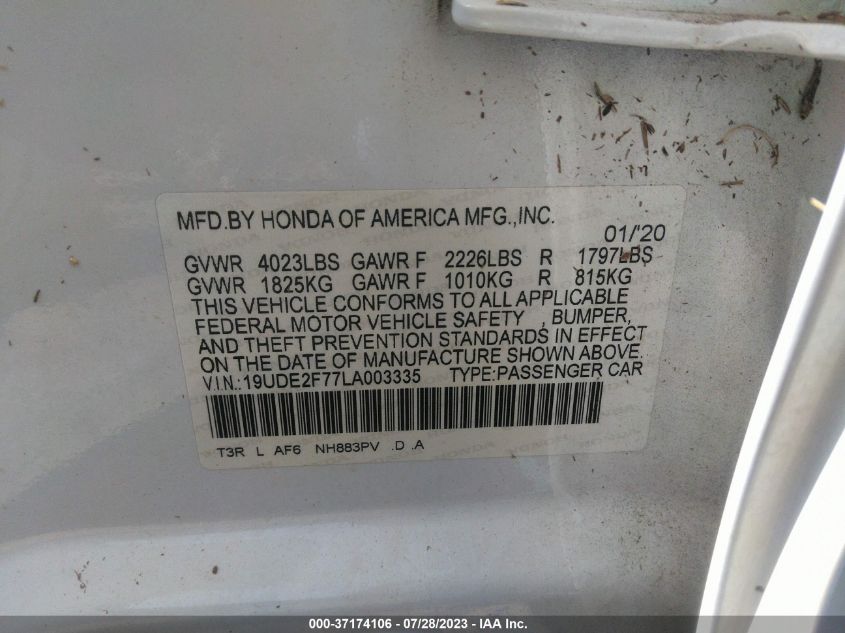 MFD.BY HONDA OF AMERICA MFG.,INC.
01/'20
GVWR 4023LBS GAWR F 2226LBS R 1797LBS
GVWR 1825KG GAWR F 1010KG R 815KG
THIS VEHICLE CONFORMS TO ALL APPLICABLE
FEDERAL MOTOR VEHICLE SAFETY , BUMPER,
AND THEFT PREVENTION STANDARDS IN EFFECT
ON THE DATE OF MANUFACTURE SHOWN ABOVE.
V.I.N.:19UDE2F77LA003335 TYPE:PASSENGER CAR
T3R L AF6 NH883PV .D .A
000-37174106 / 07/28/2023 - IAA Inc.